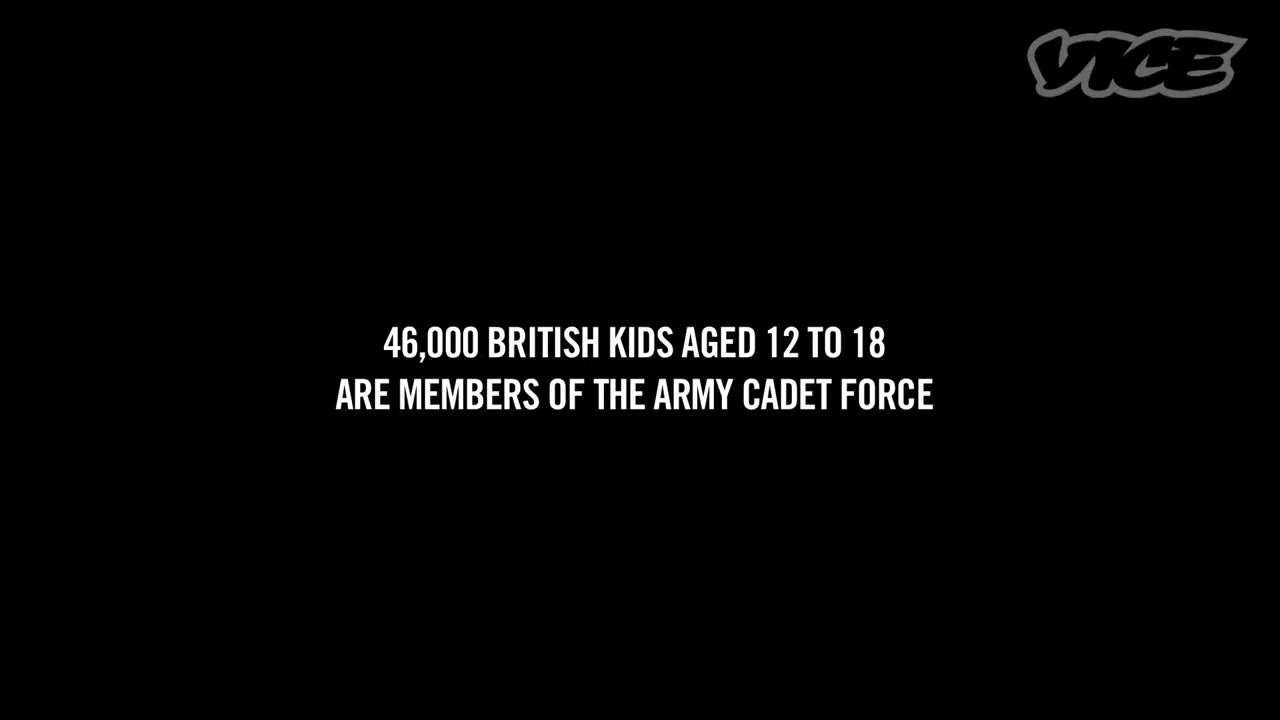 VICE
46,000 BRITISH KIDS AGED 12 TO 18
ARE MEMBERS OF THE ARMY CADET FORCE